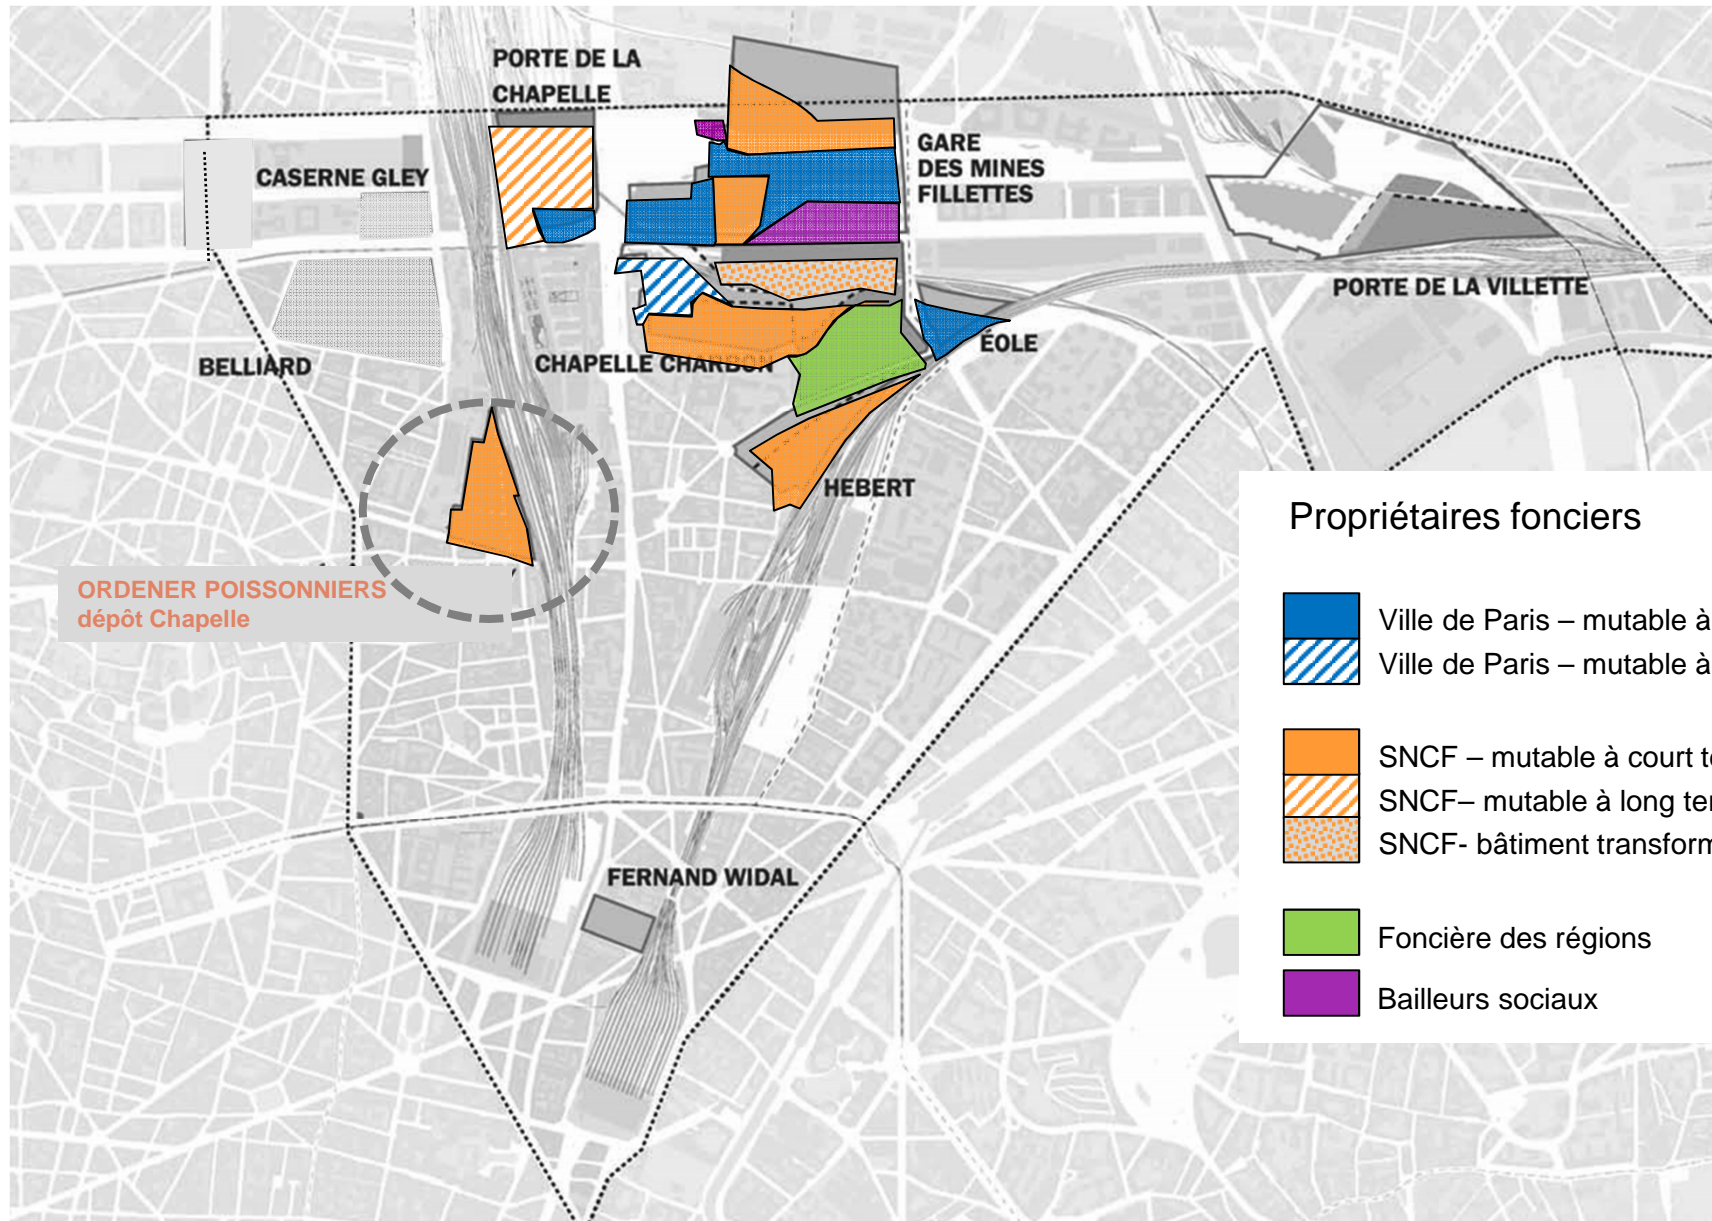 PORTE DE LA
CHAPELLE
CASERNE GLEY
GARE
DES MINES
FILLETTES
PORTE DE LA VILLETTE
BELLIARD
CHAPELLE CHARBON
ÉOLE
HEBERT
ORDENER POISSONNIERS
dépôt Chapelle
FERNAND WIDAL
Propriétaires fonciers
Ville de Paris – mutable à
Ville de Paris – mutable à
SNCF – mutable à court
SNCF– mutable à long
SNCF- bâtiment
Foncière des régions
Bailleurs sociaux